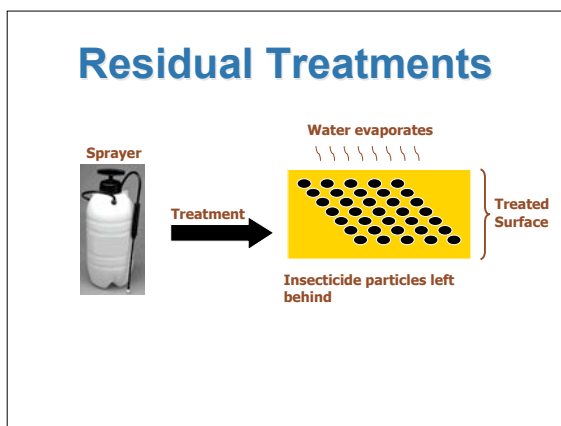 Residual Treatments
Water evaporates
Sprayer
Treatment
Treated
Surface
Insecticide particles left
behind